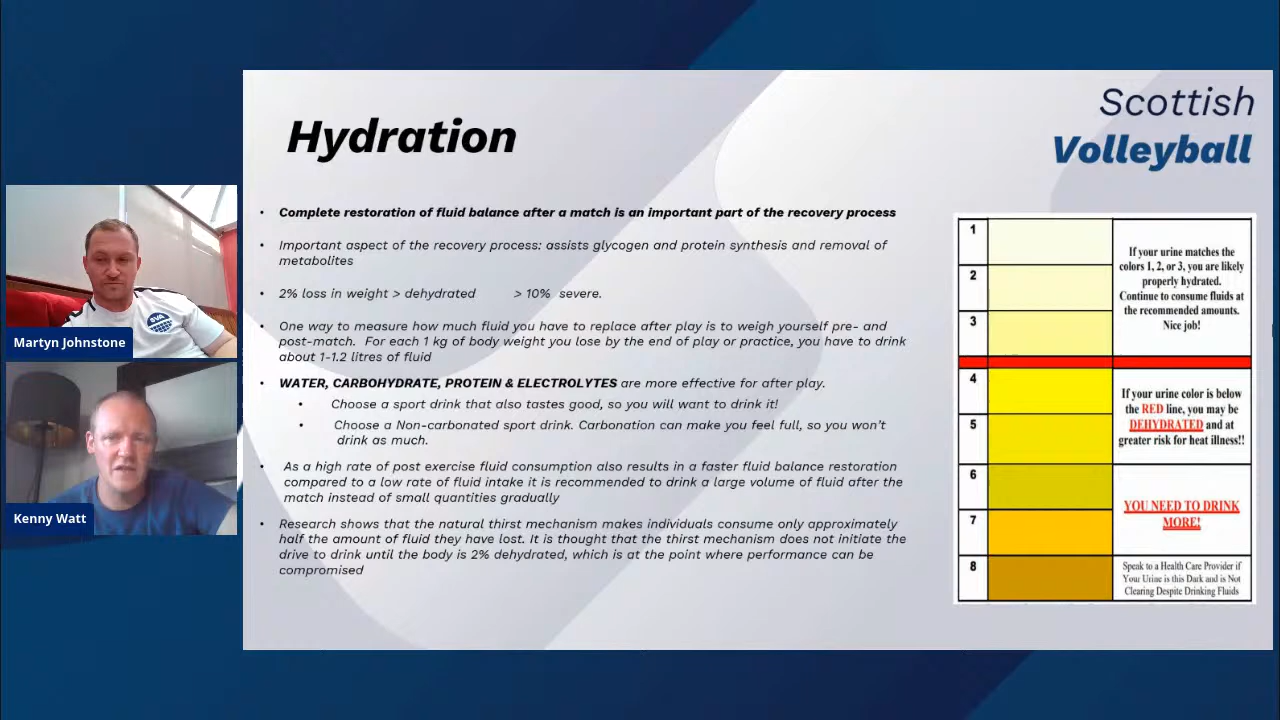 Scottish
Volleyball
Hydration
• Complete restoration of fluid balance after a match is an important part of the recovery process
• Important aspect of the recovery process: assists glycogen and protein synthesis and removal of
metabolites
• 2% loss in weight > dehydrated > 10% severe.
• One way to measure how much fluid you have to replace after play is to weigh yourself pre- and
post-match. For each 1 kg of body weight you lose by the end of play or practice, you have to drink
about 1-1.2 litres of fluid
• WATER, CARBOHYDRATE, PROTEIN & ELECTROLYTES are more effective for after play.
• Choose a sport drink that also tastes good, so you will want to drink it!
• Choose a Non-carbonated sport drink. Carbonation can make you feel full, so you won't
drink as much.
• As a high rate of post exercise fluid consumption also results in a faster fluid balance restoration
compared to a low rate of fluid intake it is recommended to drink a large volume of fluid after the
match instead of small quantities gradually
• Research shows that the natural thirst mechanism makes individuals consume only approximately
half the amount of fluid they have lost. It is thought that the thirst mechanism does not initiate the
drive to drink until the body is 2% dehydrated, which is at the point where performance can be
compromised
1
2
3
If your urine matches the
colors 1, 2, or 3, you are likely
properly hydrated.
Continue to consume fluids at
the recommended amounts.
Nice job!
4
5
If your urine color is below
the RED line, you may be
DEHYDRATED and at
greater risk for heat illness!!
6
7
YOU NEED TO DRINK
MORE!
8
Speak to a Health Care Provider if
Your Urine is this Dark and is Not
Clearing Despite Drinking Fluids
SVA
Martyn Johnstone
Kenny Watt